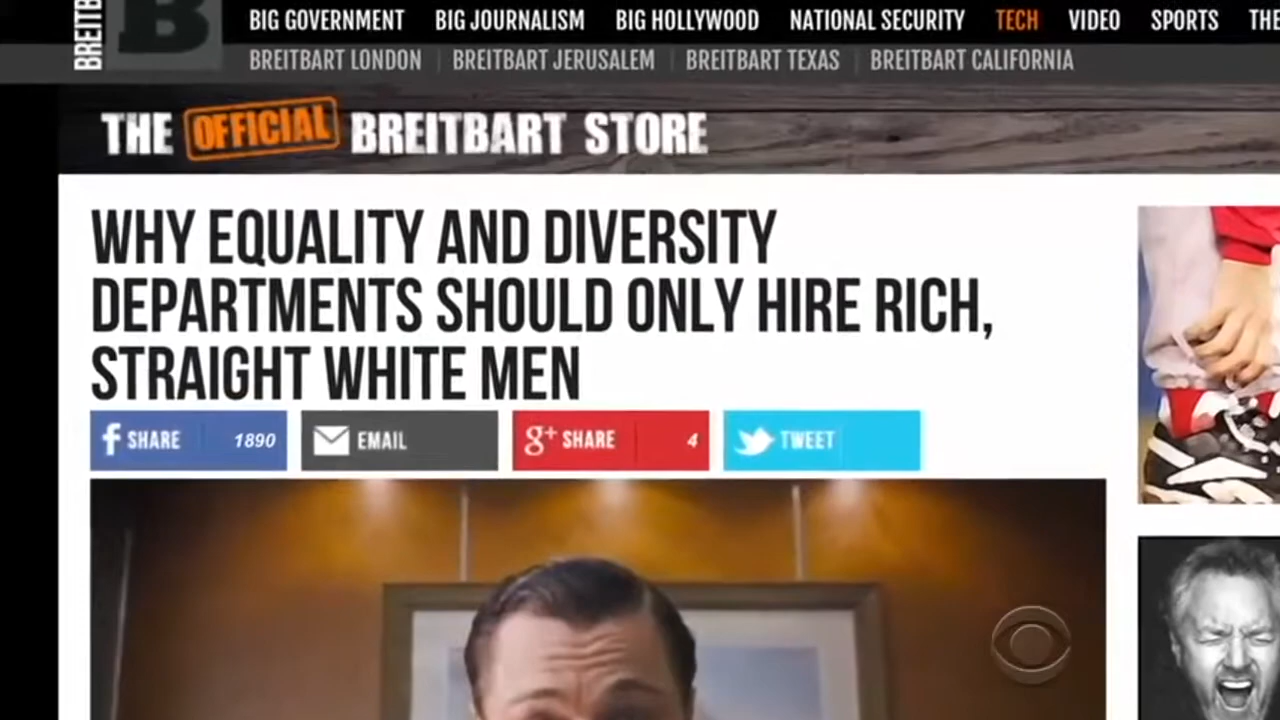 BREITB
B
BIG GOVERNMENT BIG JOURNALISM BIG HOLLYWOOD NATIONAL SECURITY TECH VIDEO SPORTS THE
BREITBART LONDON BREITBART JERUSALEM BREITBART TEXAS BREITBART CALIFORNIA
THE OFFICIAL BREITBART STORE
WHY EQUALITY AND DIVERSITY
DEPARTMENTS SHOULD ONLY HIRE RICH,
STRAIGHT WHITE MEN
f SHARE 1890 EMAIL g+ SHARE 4 TWEET